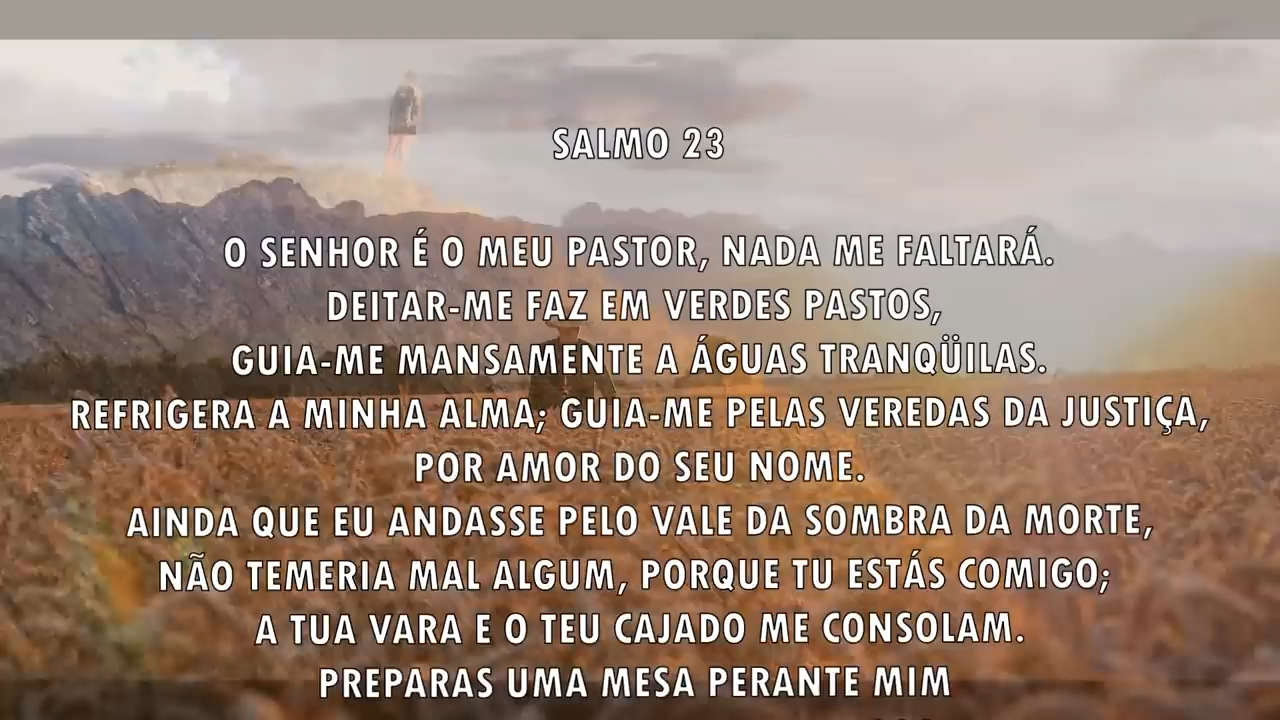 SALMO 23
O SENHOR É O MEU PASTOR, NADA ME FALTARÁ.
DEITAR-ME FAZ EM VERDES PASTOS,
GUIA-ME MANSAMENTE A ÁGUAS TRANQÜILAS.
REFRIGERA A MINHA ALMA; GUIA-ME PELAS VEREDAS DA JUSTIÇA,
POR AMOR DO SEU NOME.
AINDA QUE EU ANDASSE PELO VALE DA SOMBRA DA MORTE,
NÃO TEMERIA MAL ALGUM, PORQUE TU ESTÁS COMIGO;
A TUA VARA E O TEU CAJADO ME CONSOLAM.
PREPARAS UMA MESA PERANTE MIM